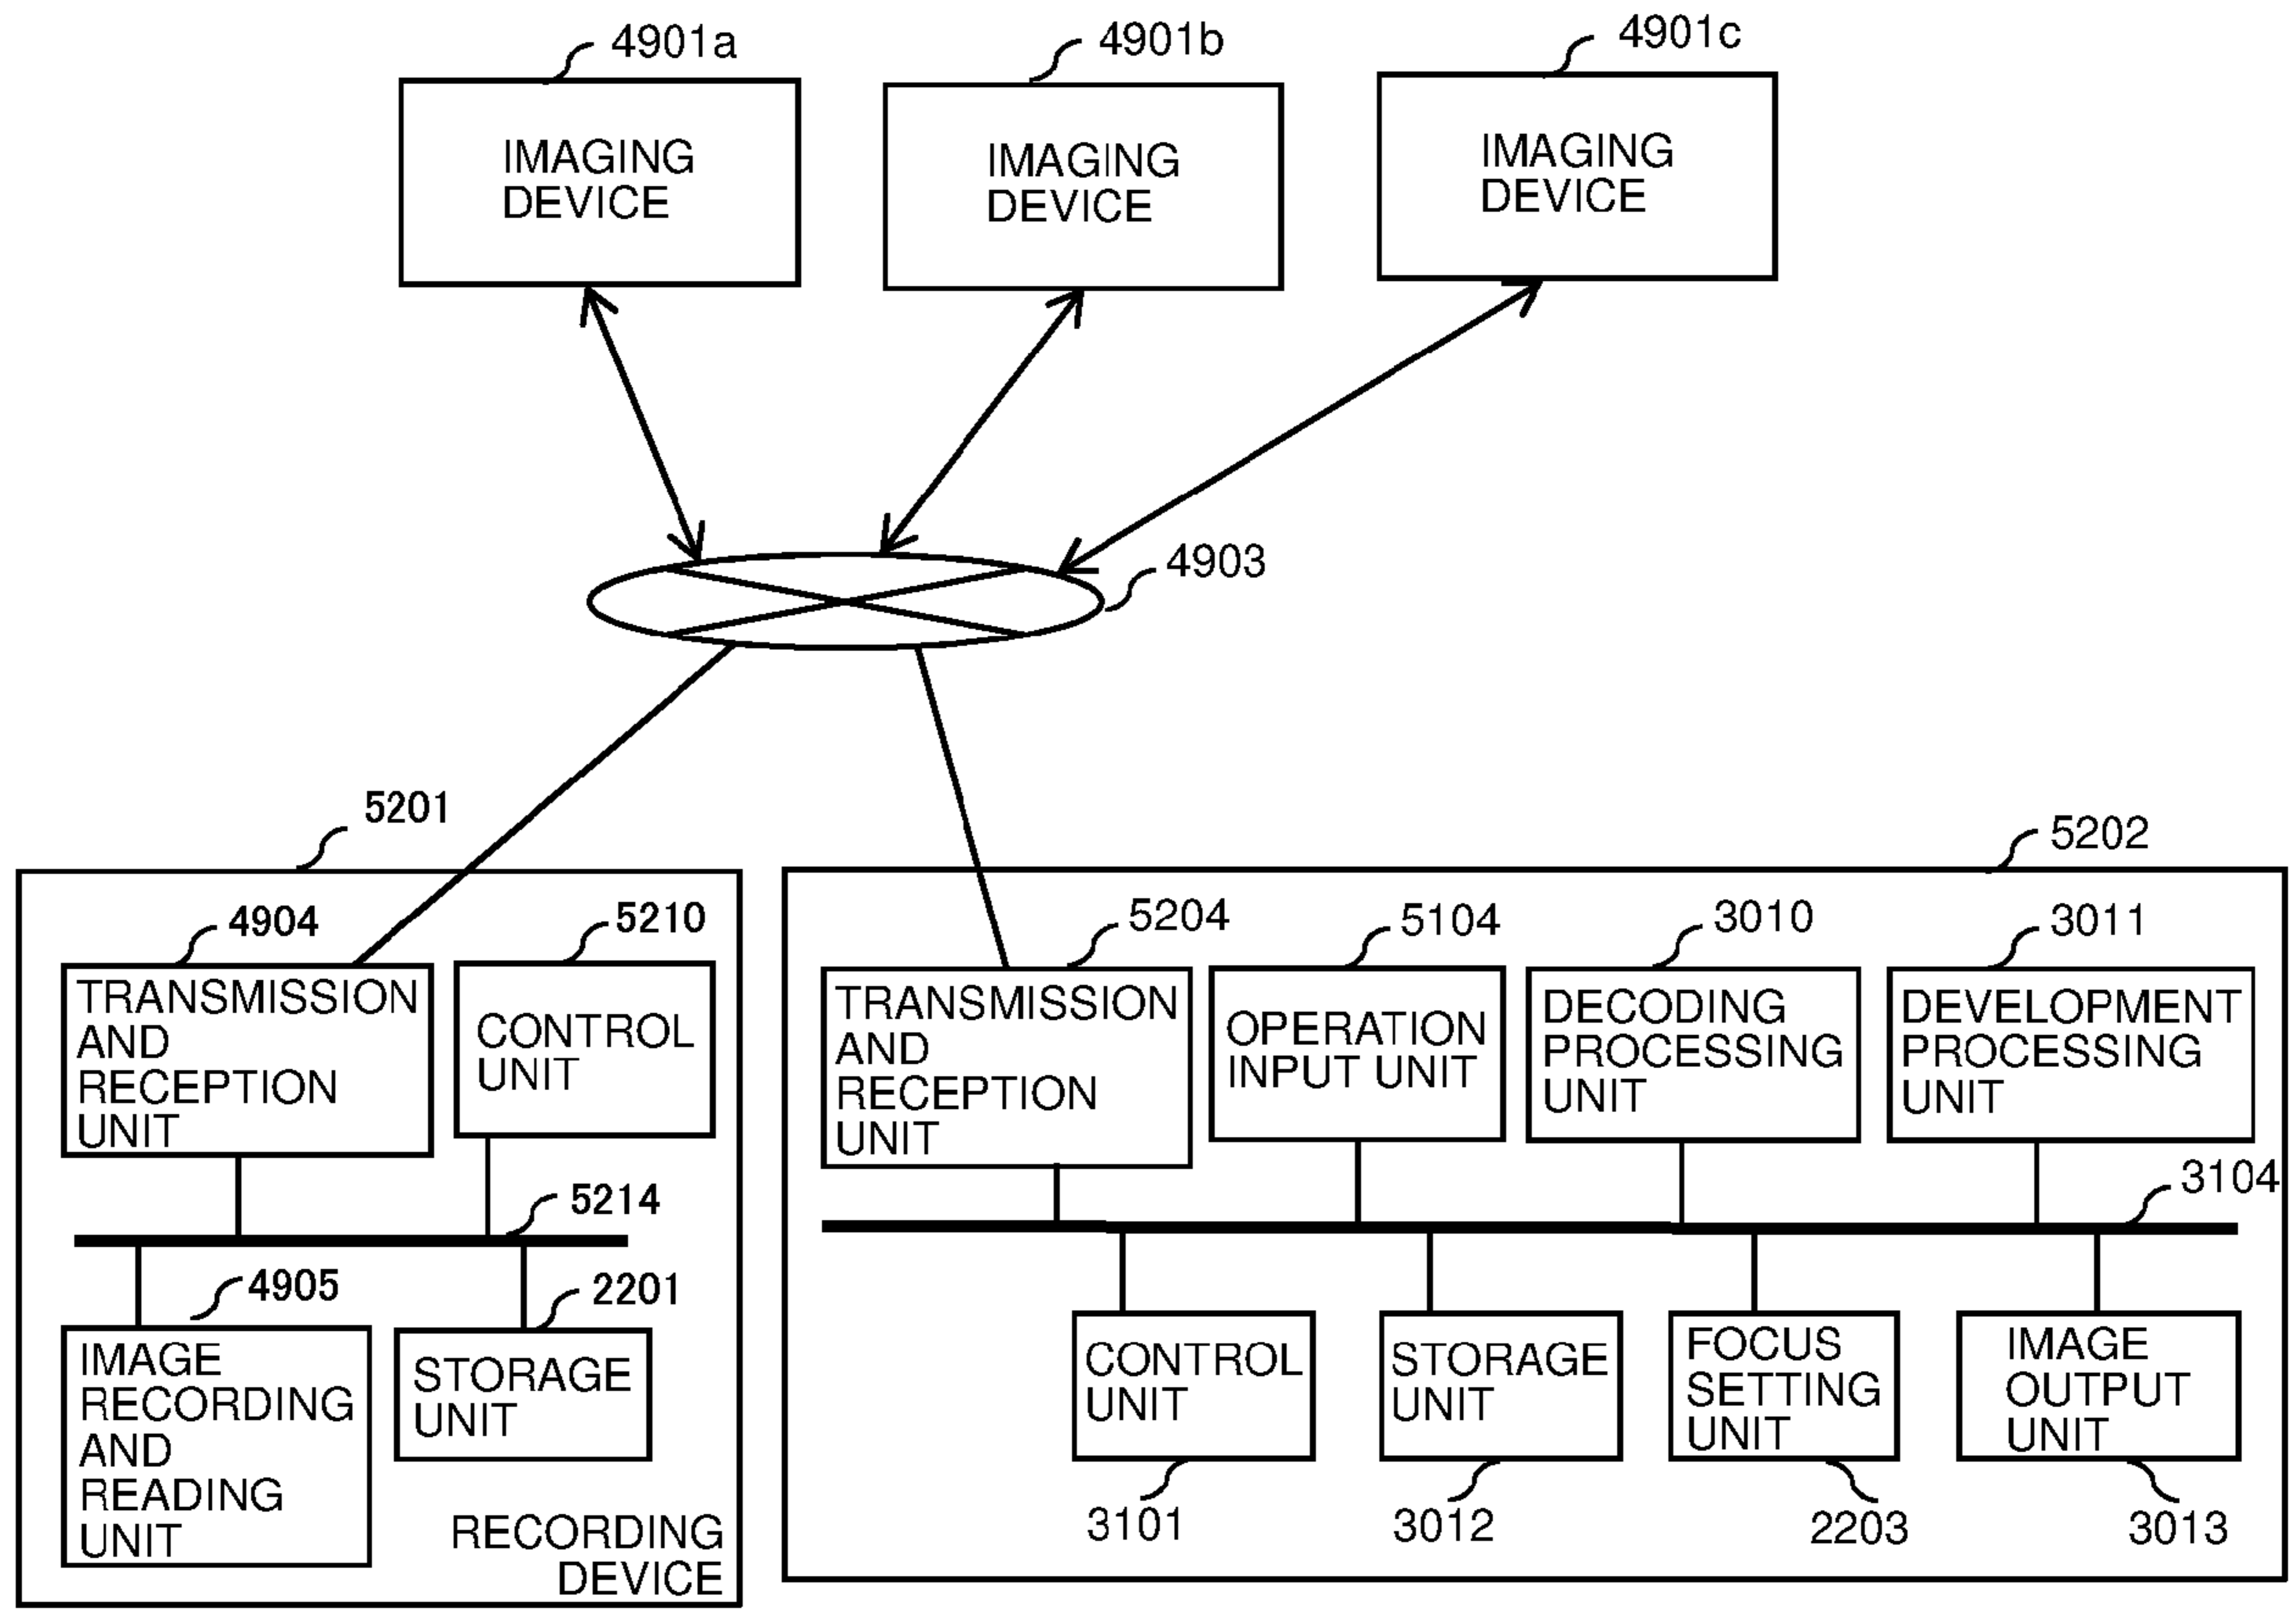 4901a
4901b
4901c
IMAGING
DEVICE
IMAGING
DEVICE
IMAGING
DEVICE
4903
5201
5202
4904
5210
TRANSMISSION
AND
RECEPTION
UNIT
CONTROL
UNIT
5214
4905
2201
IMAGE
RECORDING
AND
READING
UNIT
STORAGE
UNIT
RECORDING
DEVICE
5204
5104
3010
3011
TRANSMISSION
AND
RECEPTION
UNIT
OPERATION
INPUT UNIT
DECODING
PROCESSING
UNIT
DEVELOPMENT
PROCESSING
UNIT
3104
CONTROL
UNIT
STORAGE
UNIT
FOCUS
SETTING
UNIT
IMAGE
OUTPUT
UNIT
3101
3012
2203
3013